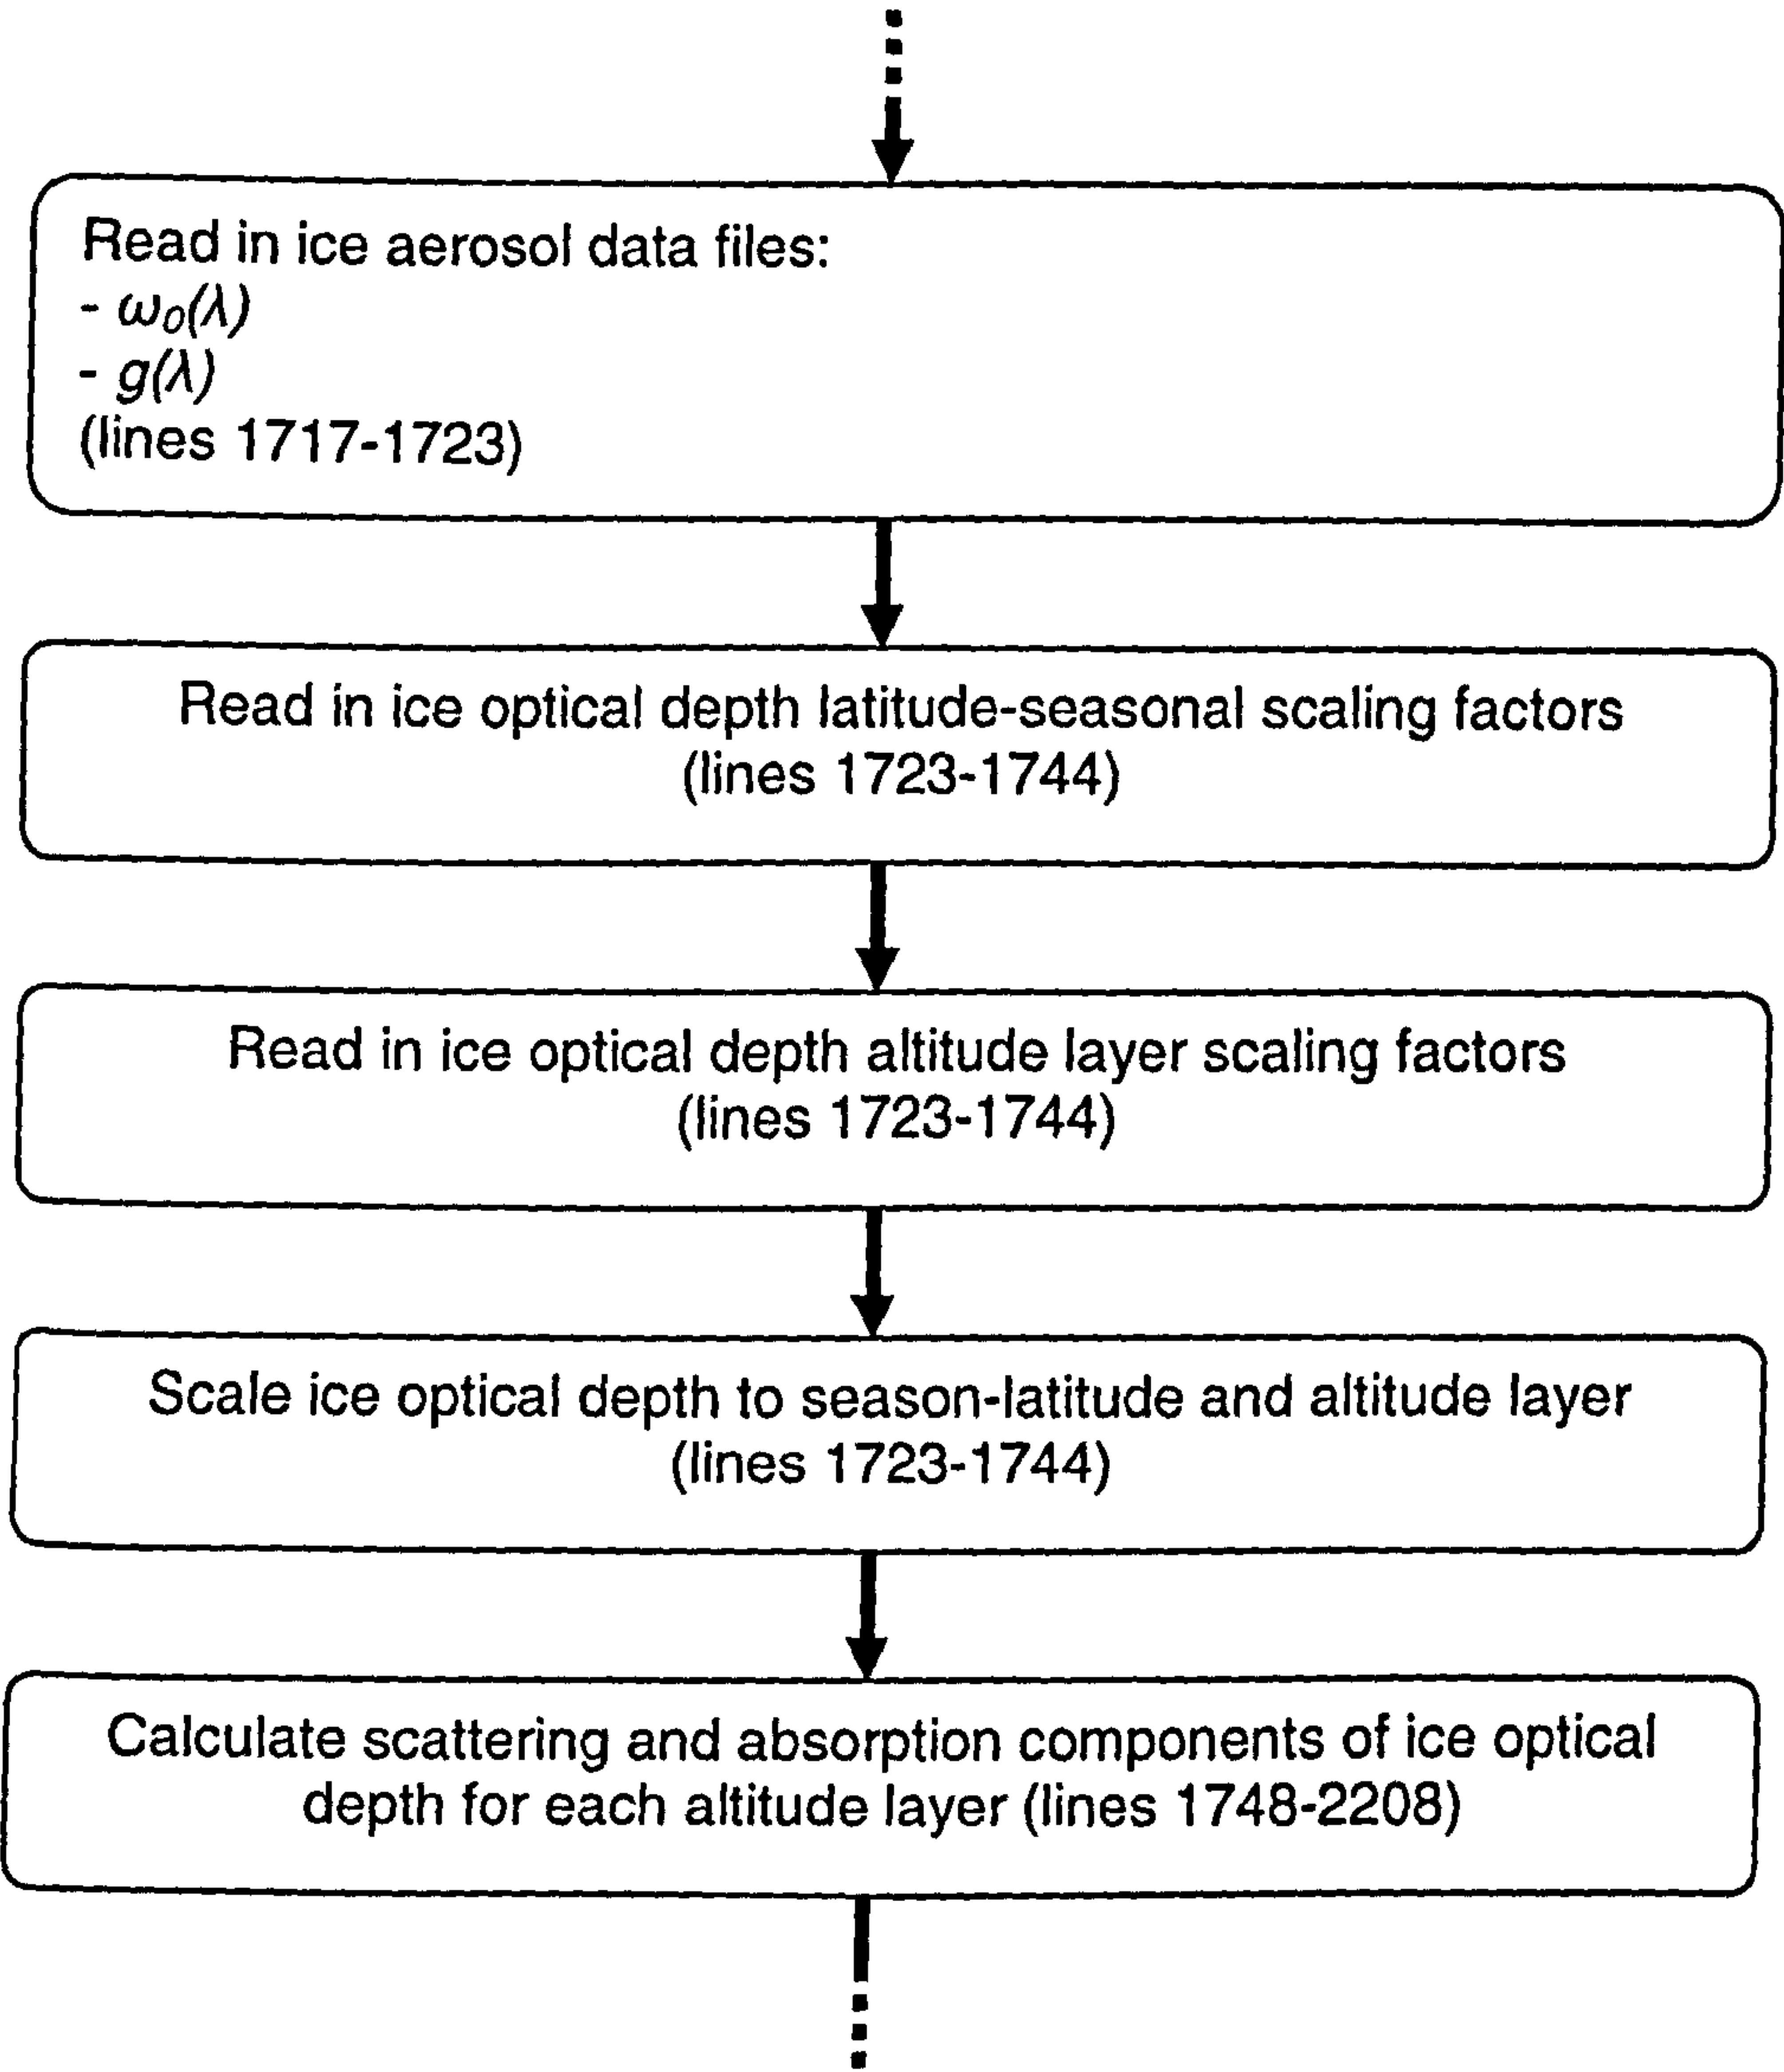 Read in ice aerosol data files:
- ω₀(λ)
- g(λ)
(lines 1717-1723)
Read in ice optical depth latitude-seasonal scaling factors
(lines 1723-1744)
Read in ice optical depth altitude layer scaling factors
(lines 1723-1744)
Scale ice optical depth to season-latitude and altitude layer
(lines 1723-1744)
Calculate scattering and absorption components of ice optical
depth for each altitude layer (lines 1748-2208)